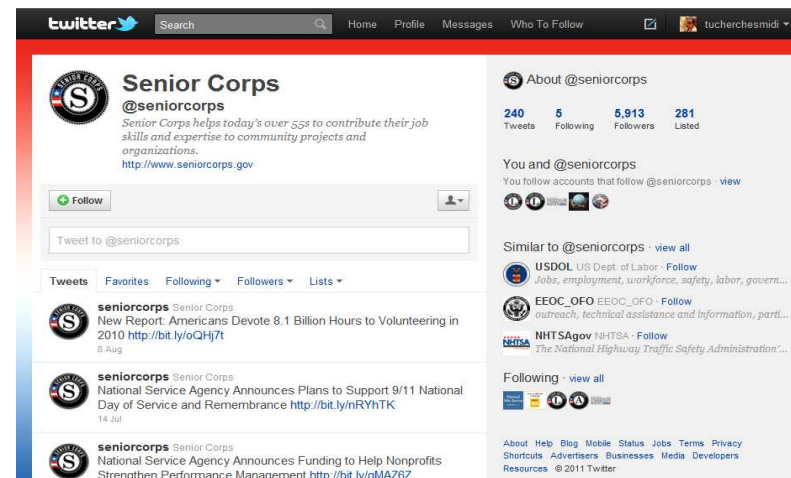 twitter Search Home Profile Messages Who To Follow tucherchesmidi
SENIOR CORPS
S
Senior Corps
@seniorcorps
Senior Corps helps today's over 55s to contribute their job
skills and expertise to community projects and
organizations.
http://www.seniorcorps.gov
Follow
Tweet to @seniorcorps
Tweets Favorites Following Followers Lists
seniorcorps Senior Corps
New Report: Americans Devote 8.1 Billion Hours to Volunteering in
2010 http://bit.ly/oQHj7t
8 Aug
seniorcorps Senior Corps
National Service Agency Announces Plans to Support 9/11 National
Day of Service and Remembrance http://bit.ly/nRYhTK
14 Jul
seniorcorps Senior Corps
National Service Agency Announces Funding to Help Nonprofits
Strengthen Performance Management http://bit.ly/qMAZ6Z
About @seniorcorps
240 5 5,913 281
Tweets Following Followers Listed
You and @seniorcorps
You follow accounts that follow @seniorcorps · view
Similar to @seniorcorps · view all
USDOL US Dept. of Labor · Follow
Jobs, employment, workforce, safety, labor, govern...
EEOC_OFO EEOC_OFO · Follow
outreach, technical assistance and information, parti...
NHTSA
NHTSAgov NHTSA · Follow
The National Highway Traffic Safety Administration'...
Following · view all
About Help Blog Mobile Status Jobs Terms Privacy
Shortcuts Advertisers Businesses Media Developers
Resources © 2011 Twitter